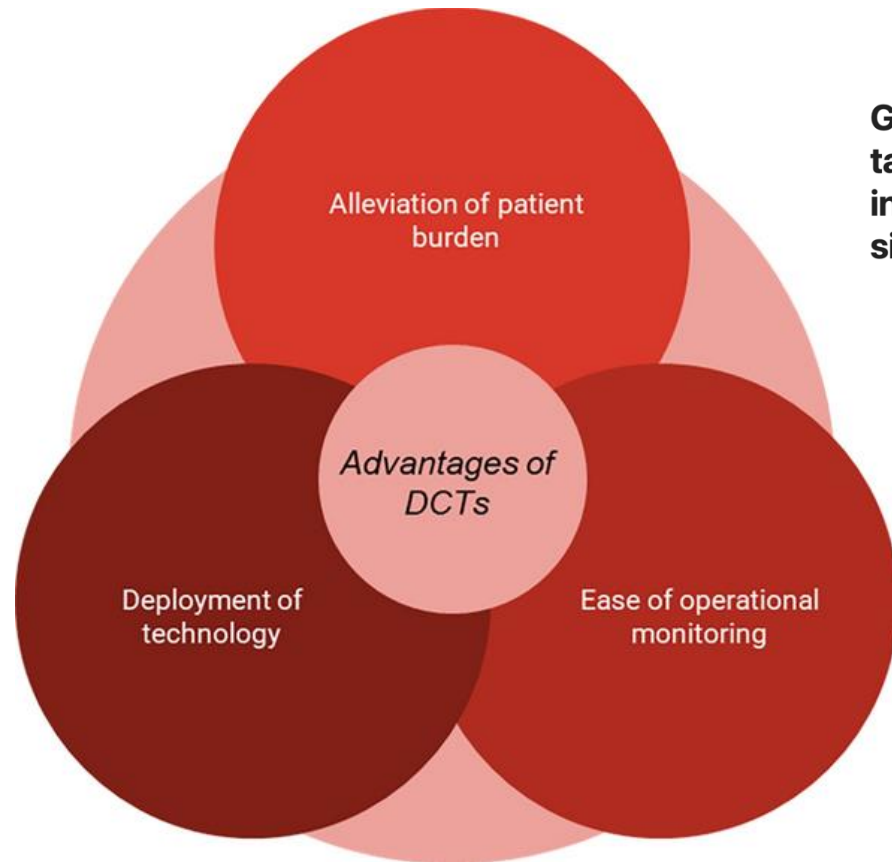 Alleviation of patient
burden
Advantages of
DCTs
Deployment of
technology
Ease of operational
monitoring